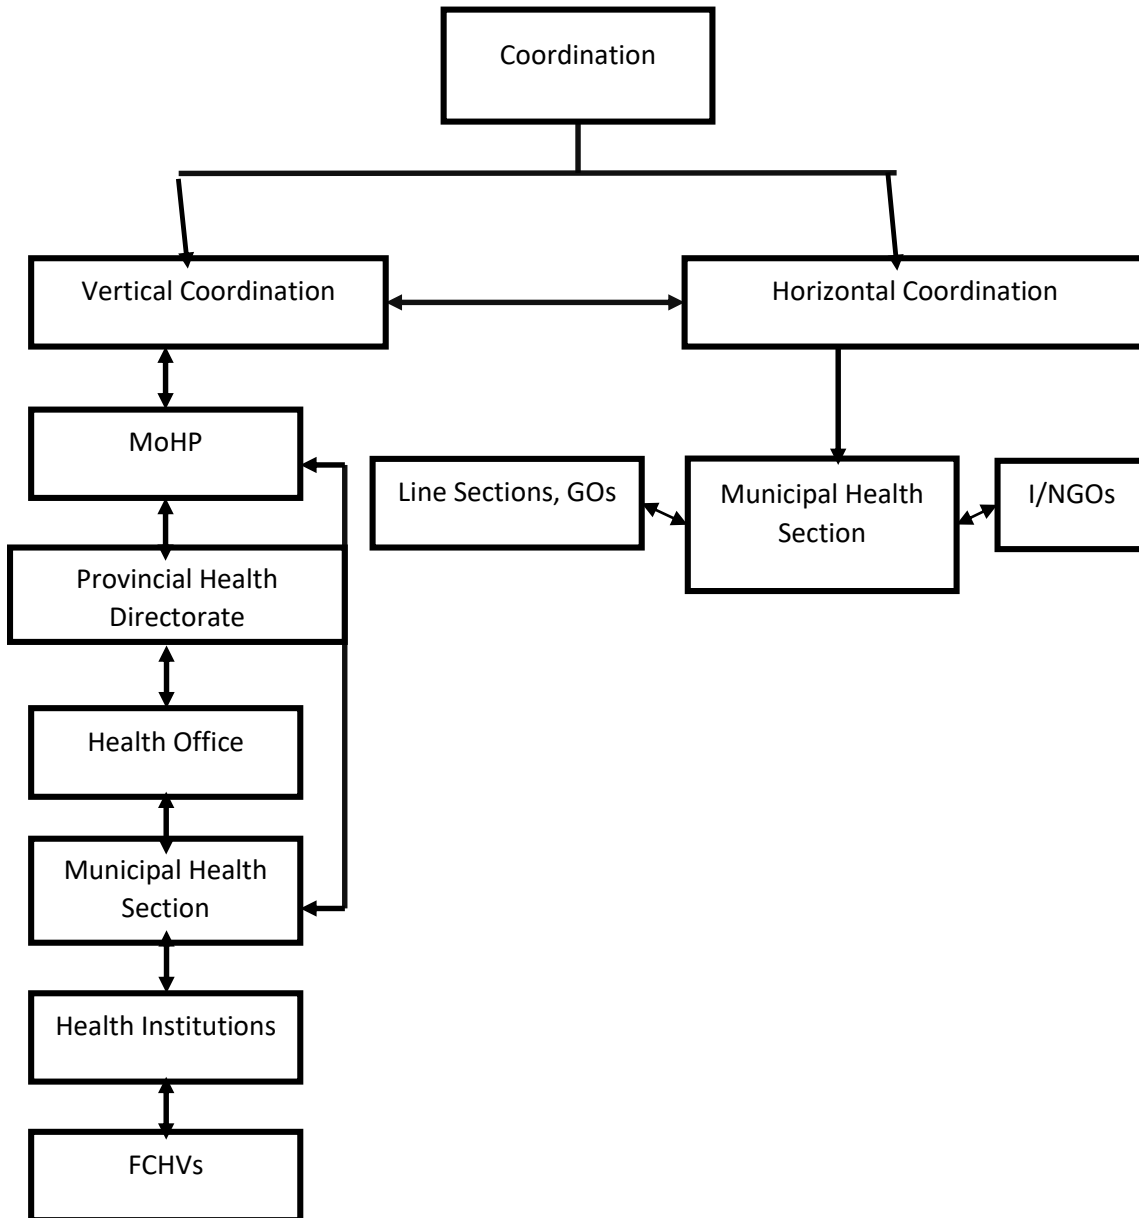 Coordination
Vertical Coordination
Horizontal Coordination
MoHP
Line Sections, GOs
Municipal Health
Section
I/NGOs
Provincial Health
Directorate
Health Office
Municipal Health
Section
Health Institutions
FCHVs